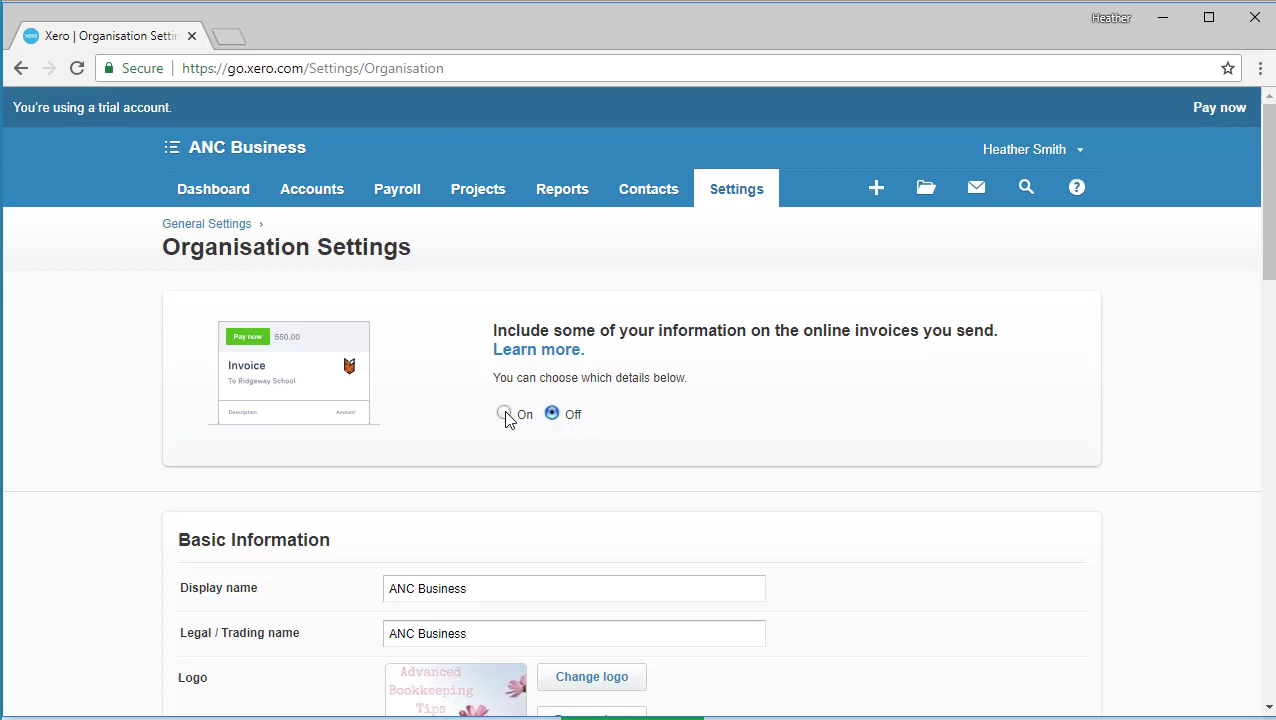 Heather
Xero | Organisation Settin
Secure
https://go.xero.com/Settings/Organisation
You're using a trial account.
Pay now
ANC Business
Heather Smith
Dashboard Accounts Payroll Projects Reports Contacts Settings
General Settings ›
Organisation Settings
Pay now 550.00
Invoice
To Ridgeway School
Description Amount
Include some of your information on the online invoices you send.
Learn more.
You can choose which details below.
On Off
Basic Information
Display name ANC Business
Legal / Trading name ANC Business
Logo
Advanced
Bookkeeping
Tips
Change logo